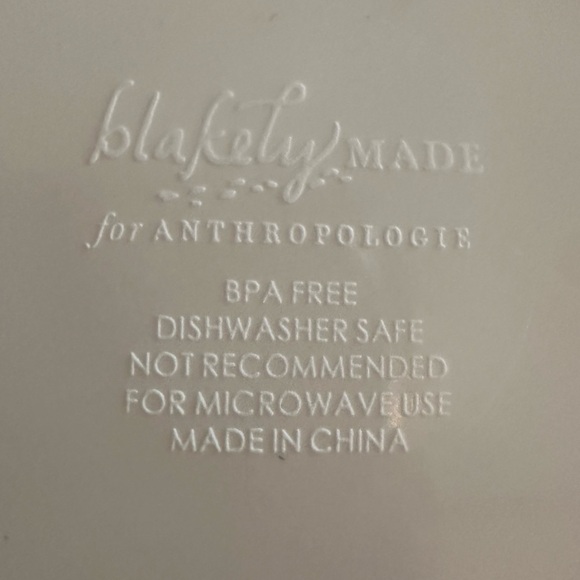 blakely MADE
for ANTHROPOLOGIE
BPA FREE
DISHWASHER SAFE
NOT RECOMMENDED
FOR MICROWAVE USE
MADE IN CHINA